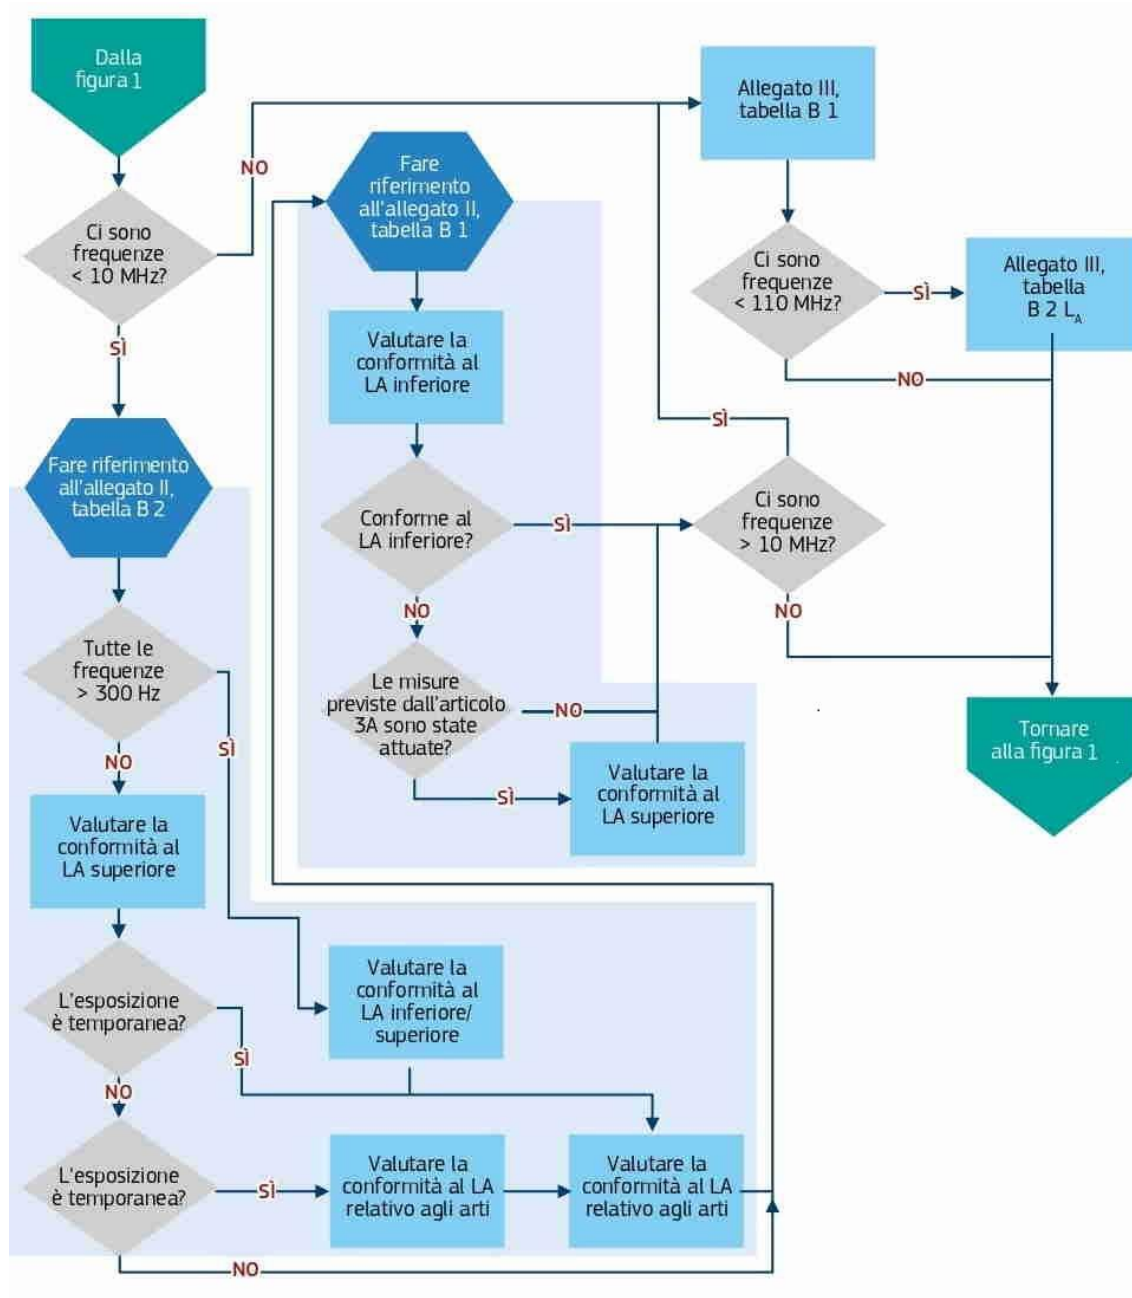 Dalla
figura 1
Ci sono
frequenze
< 10 MHz?
NO
SÌ
Fare riferimento
all'allegato II,
tabella B 2
Tutte le
frequenze
> 300 Hz
SÌ
NO
Valutare la
conformità al
LA superiore
L'esposizione
è temporanea?
SÌ
NO
L'esposizione
è temporanea?
SÌ
NO
Valutare la
conformità al
LA inferiore/
superiore
Valutare la
conformità al LA
relativo agli arti
Valutare la
conformità al LA
relativo agli arti
Fare
riferimento
all'allegato II,
tabella B 1
Valutare la
conformità al
LA inferiore
Conforme al
LA inferiore?
SÌ
NO
Le misure
previste dall'articolo
3A sono state
attuate?
NO
SÌ
Valutare la
conformità al
LA superiore
Ci sono
frequenze
> 10 MHz?
SÌ
NO
Allegato III,
tabella B 1
Ci sono
frequenze
< 110 MHz?
SÌ
NO
Allegato III,
tabella
B 2 LA
Tornare
alla figura 1